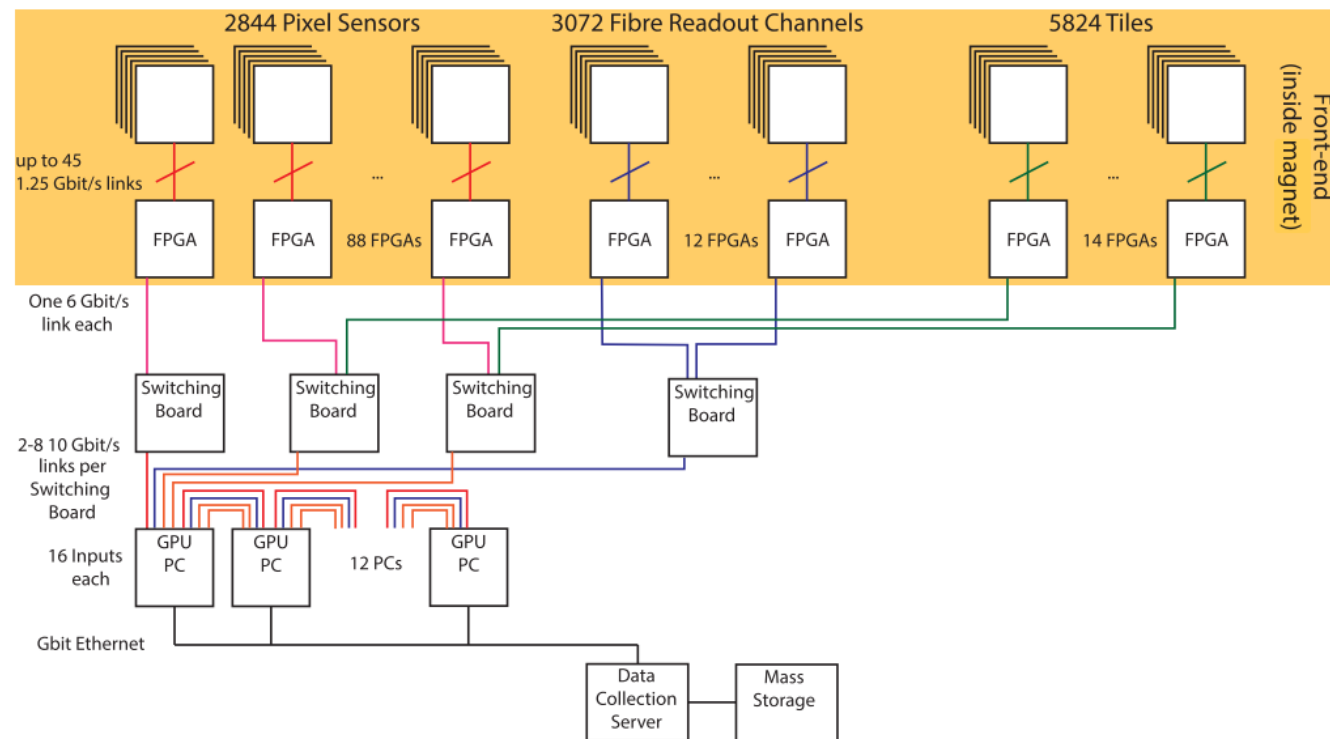 2844 Pixel Sensors
3072 Fibre Readout Channels
5824 Tiles
Front-end
(inside magnet)
up to 45
1.25 Gbit/s links
...
...
...
FPGA
FPGA
88 FPGAs
FPGA
FPGA
12 FPGAs
FPGA
FPGA
14 FPGAs
FPGA
One 6 Gbit/s
link each
Switching
Board
Switching
Board
Switching
Board
Switching
Board
2-8 10 Gbit/s
links per
Switching
Board
16 Inputs
each
GPU
PC
GPU
PC
12 PCs
GPU
PC
Gbit Ethernet
Data
Collection
Server
Mass
Storage